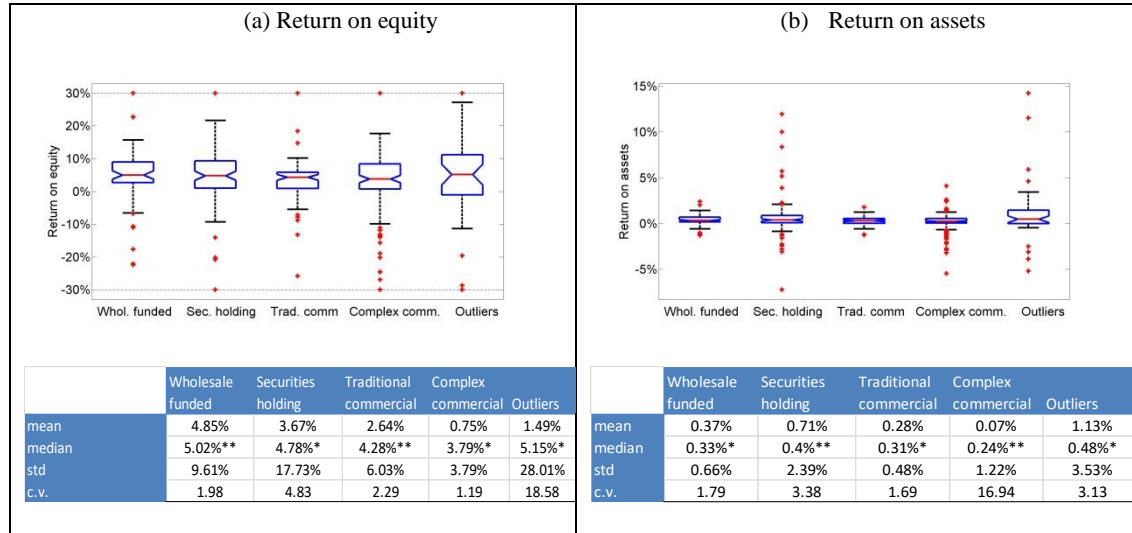 (a) Return on equity
30%
20%
10%
0%
-10%
-20%
-30%
Return on equity
Whol. funded Sec. holding Trad. comm Complex comm. Outliers
Wholesale Securities Traditional Complex
funded holding commercial commercial Outliers
mean 4.85% 3.67% 2.64% 0.75% 1.49%
median 5.02%** 4.78%* 4.28%** 3.79%* 5.15%*
std 9.61% 17.73% 6.03% 3.79% 28.01%
c.v. 1.98 4.83 2.29 1.19 18.58
(b) Return on assets
15%
10%
5%
0%
-5%
Return on assets
Whol. funded Sec. holding Trad. comm Complex comm. Outliers
Wholesale Securities Traditional Complex
funded holding commercial commercial Outliers
mean 0.37% 0.71% 0.28% 0.07% 1.13%
median 0.33%* 0.4%** 0.31%* 0.24%** 0.48%*
std 0.66% 2.39% 0.48% 1.22% 3.53%
c.v. 1.79 3.38 1.69 16.94 3.13